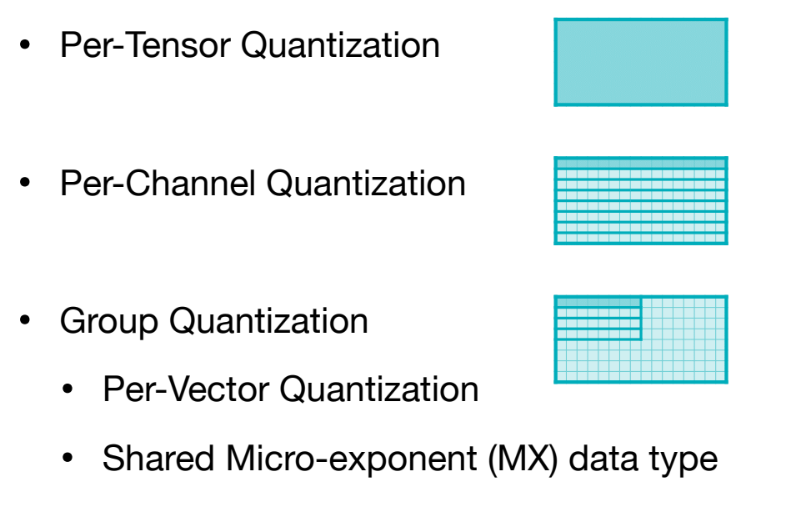 • Per-Tensor Quantization
• Per-Channel Quantization
• Group Quantization
• Per-Vector Quantization
• Shared Micro-exponent (MX) data type